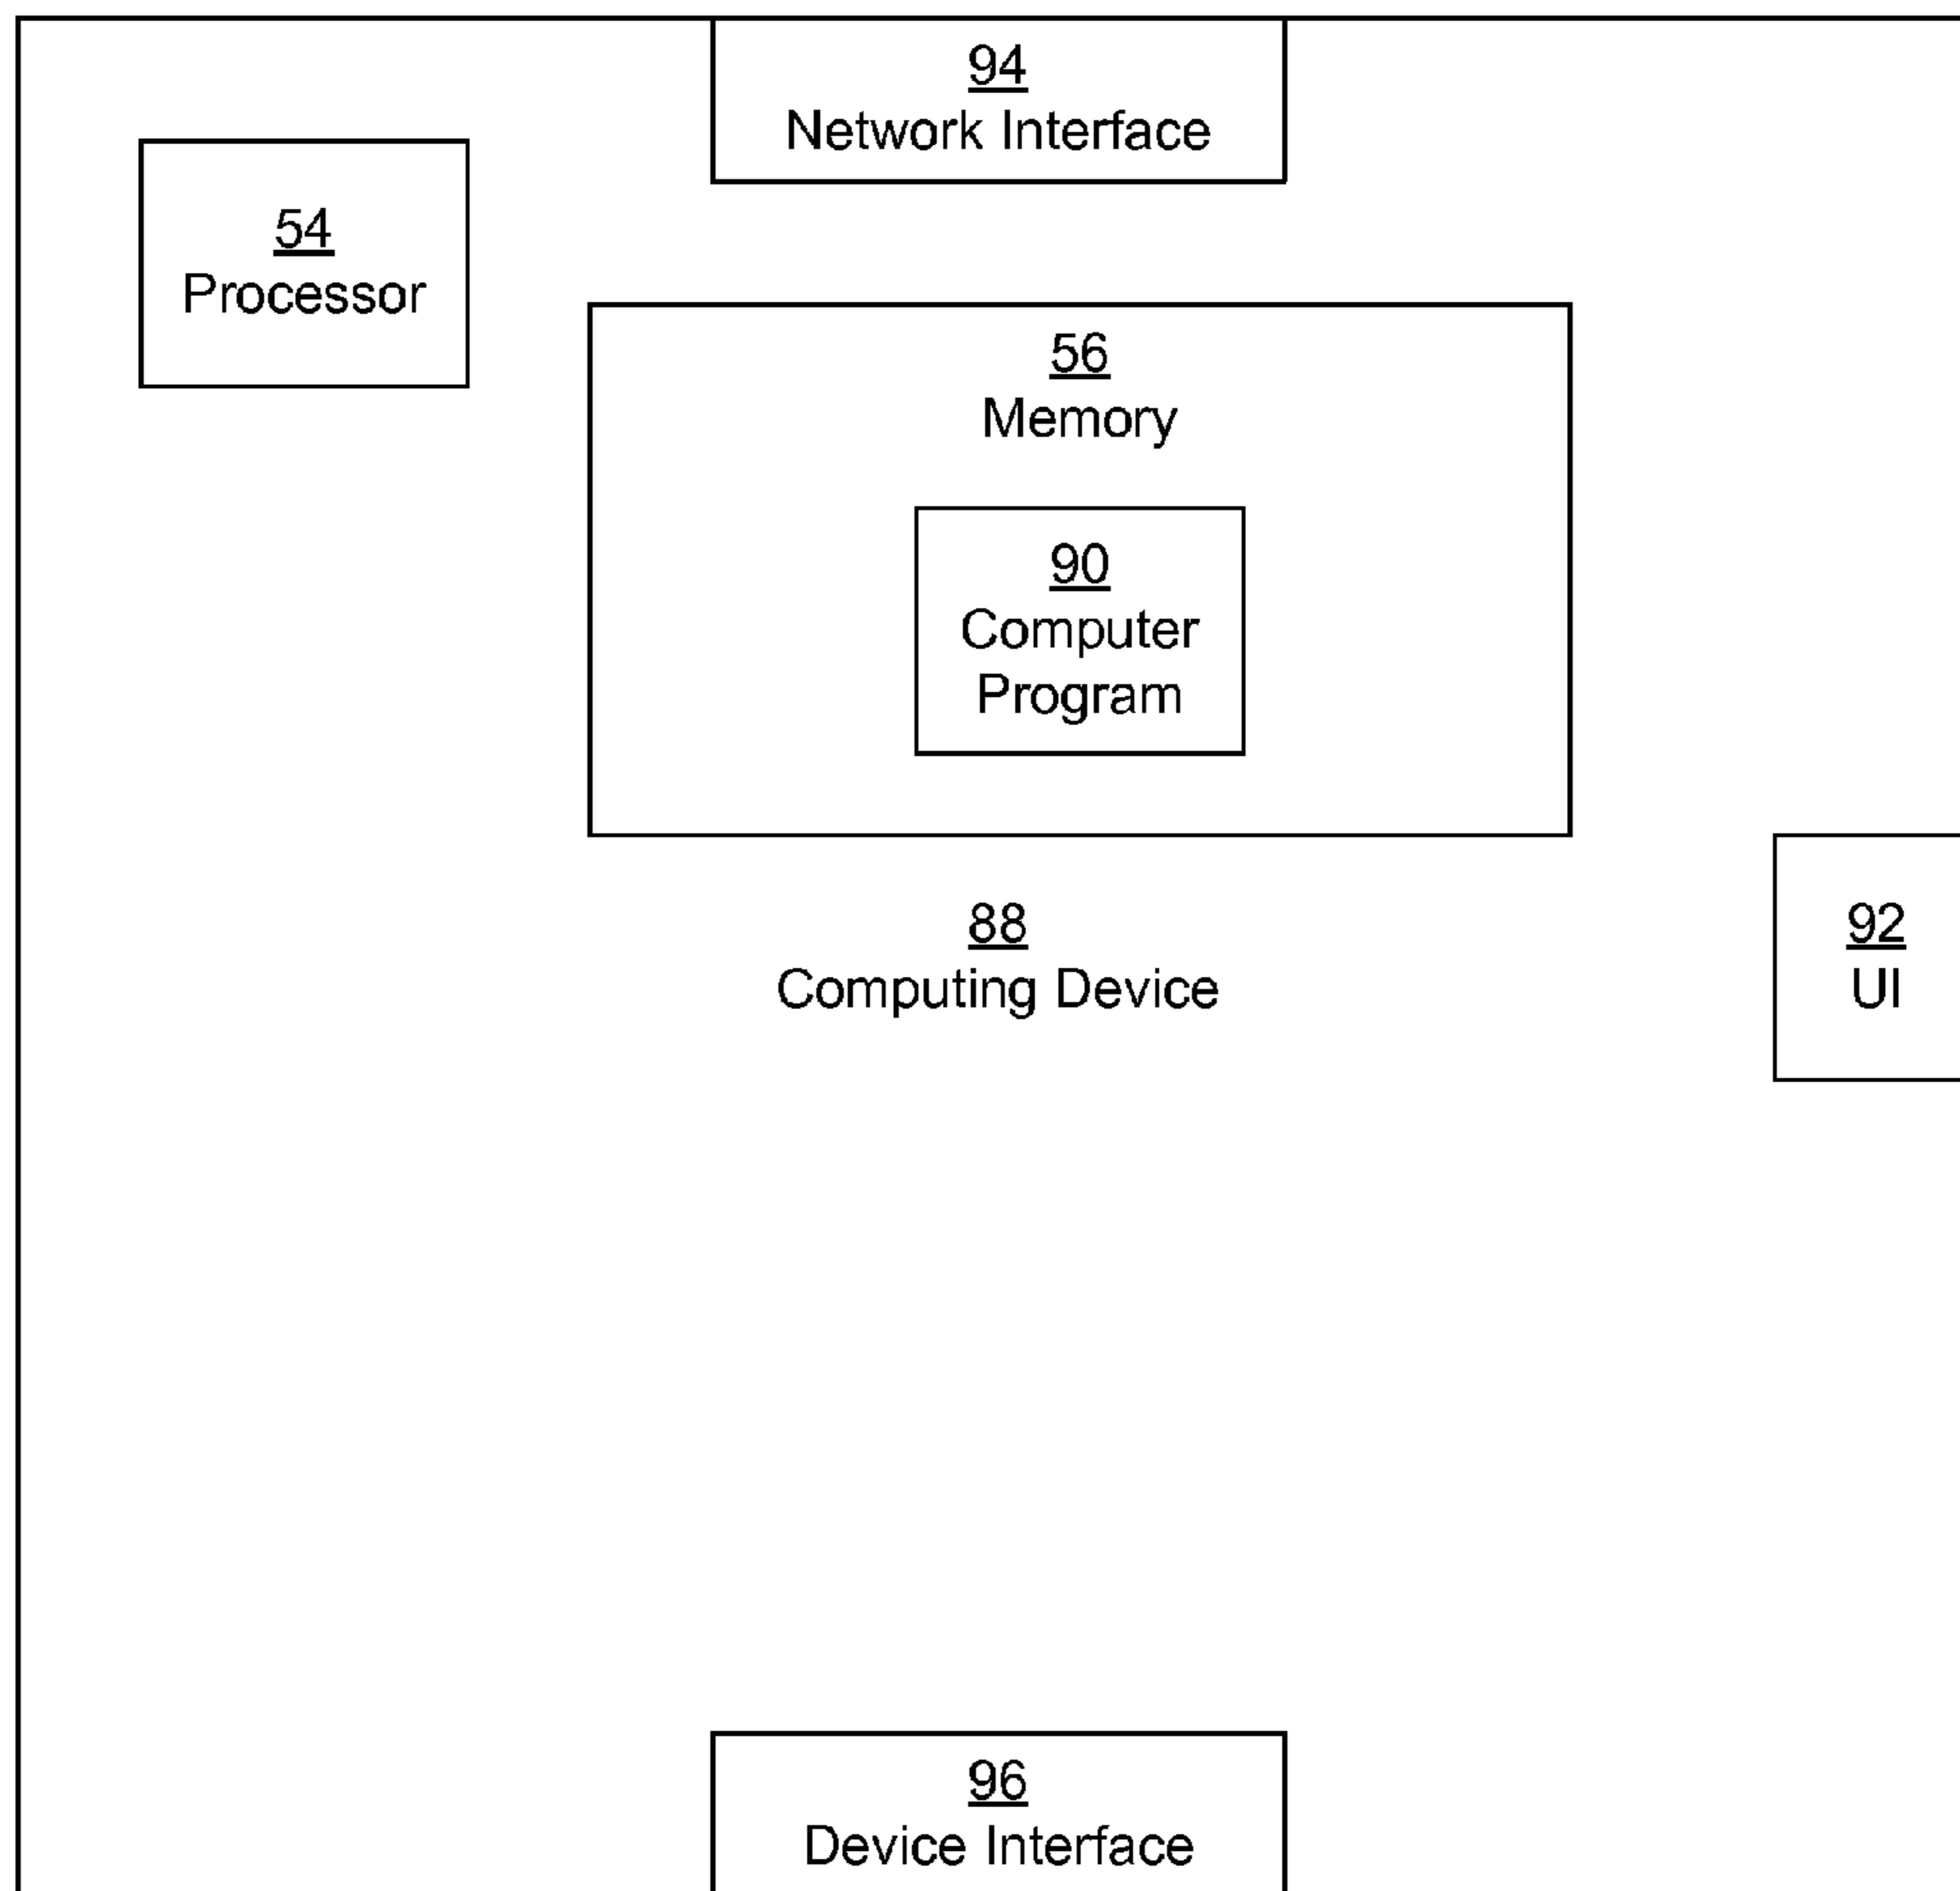 94
Network Interface
54
Processor
56
Memory
90
Computer
Program
88
Computing Device
92
UI
96
Device Interface